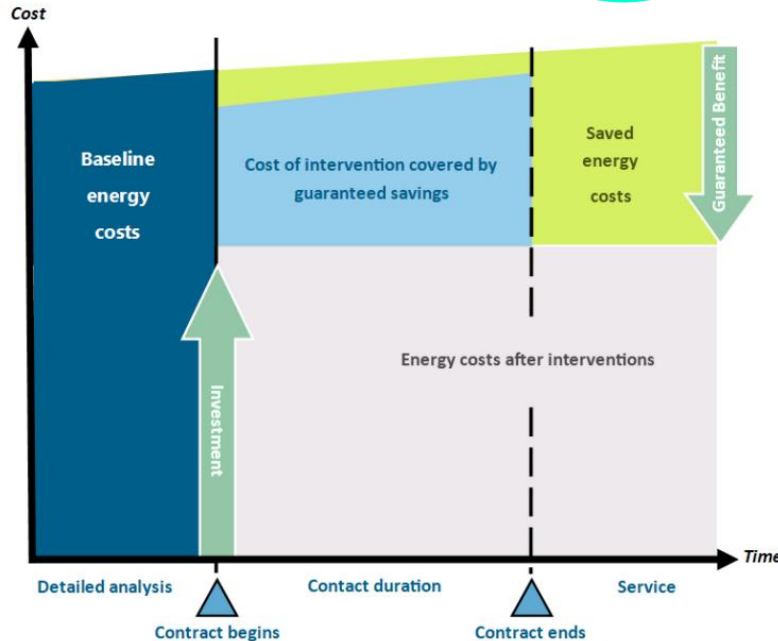 Cost
Baseline
energy
costs
Cost of intervention covered by
guaranteed savings
Saved
energy
costs
Guaranteed Benefit
Investment
Energy costs after interventions
Time
Detailed analysis
Contact duration
Service
Contract begins
Contract ends